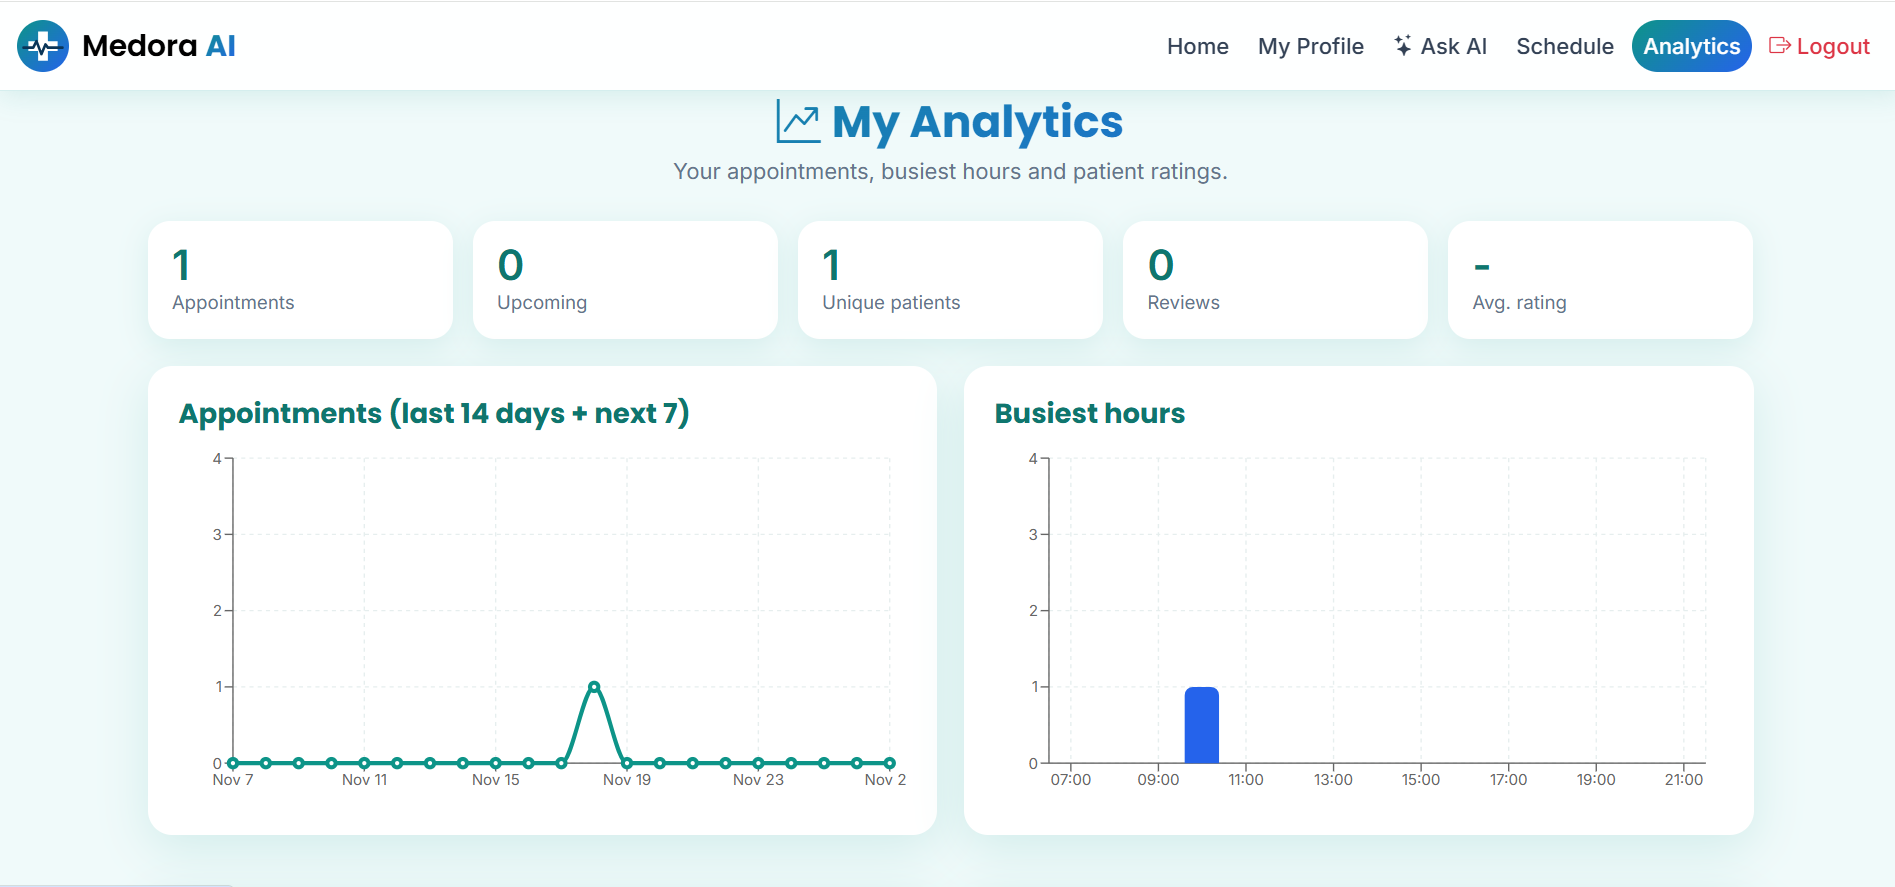 Medora AI
Home My Profile Ask AI Schedule Analytics Logout
My Analytics
Your appointments, busiest hours and patient ratings.
1
Appointments
0
Upcoming
1
Unique patients
0
Reviews
-
Avg. rating
Appointments (last 14 days + next 7)
4
3
2
1
0
Nov 7 Nov 11 Nov 15 Nov 19 Nov 23 Nov 2
Busiest hours
4
3
2
1
0
07:00 09:00 11:00 13:00 15:00 17:00 19:00 21:00